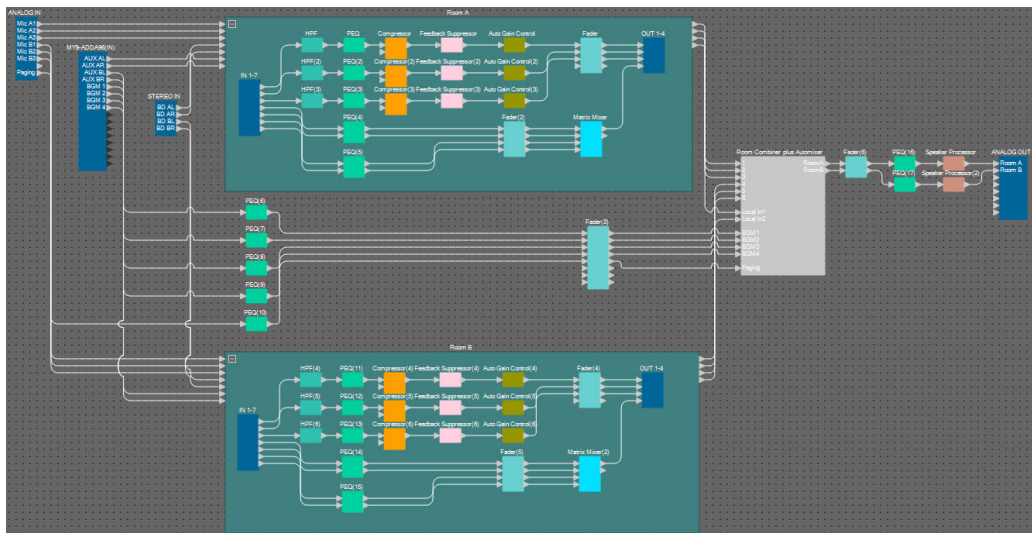 ANALOG IN
Mic A1
Mic A2
Mic A3
Mic B1
Mic B2
Mic B3
Paging
MY8-ADDA96(IN)
AUX AL
AUX AR
AUX BL
AUX BR
BGM 1
BGM 2
BGM 3
BGM 4
STEREO IN
BD AL
BD AR
BD BL
BD BR
Room A
IN 1-7
HPF PEQ Compressor Feedback Suppressor Auto Gain Control Fader OUT 1-4
HPF(2) PEQ(2) Compressor(2) Feedback Suppressor(2) Auto Gain Control(2)
HPF(3) PEQ(3) Compressor(3) Feedback Suppressor(3) Auto Gain Control(3)
PEQ(4) Fader(2) Matrix Mixer
PEQ(5)
PEQ(6)
PEQ(7)
PEQ(8)
PEQ(9)
PEQ(10)
Fader(3)
Room Combiner plus Automixer
1
2
3
4
5
6
Local In1
Local In2
BGM1
BGM2
BGM3
BGM4
Paging
RoomA
RoomB
Fader(6)
PEQ(16) Speaker Processor
PEQ(17) Speaker Processor(2)
ANALOG OUT
Room A
Room B
Room B
IN 1-7
HPF(4) PEQ(11) Compressor(4) Feedback Suppressor(4) Auto Gain Control(4) Fader(4) OUT 1-4
HPF(5) PEQ(12) Compressor(5) Feedback Suppressor(5) Auto Gain Control(5)
HPF(6) PEQ(13) Compressor(6) Feedback Suppressor(6) Auto Gain Control(6)
PEQ(14) Fader(5) Matrix Mixer(2)
PEQ(15)